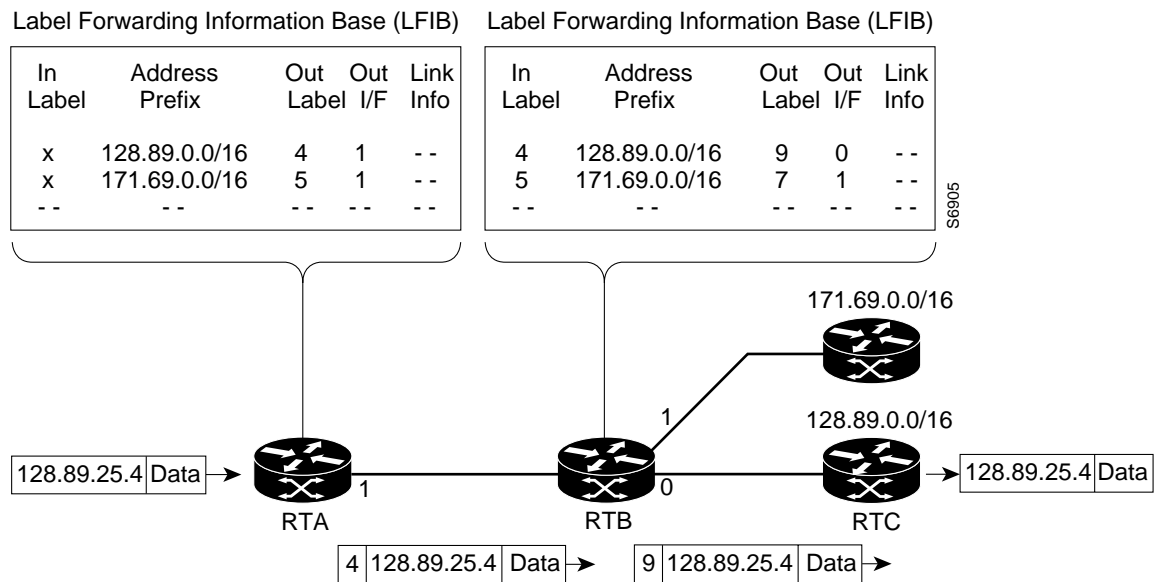 Label Forwarding Information Base (LFIB)
In Address Out Out Link
Label Prefix Label I/F Info
x 128.89.0.0/16 4 1 - -
x 171.69.0.0/16 5 1 - -
- - - - - - - - - -
Label Forwarding Information Base (LFIB)
In Address Out Out Link
Label Prefix Label I/F Info
4 128.89.0.0/16 9 0 - -
5 171.69.0.0/16 7 1 - -
- - - - - - - - - -
S6905
171.69.0.0/16
1
128.89.0.0/16
128.89.25.4 Data
1
0
128.89.25.4 Data
RTA
RTB
RTC
4 128.89.25.4 Data
9 128.89.25.4 Data